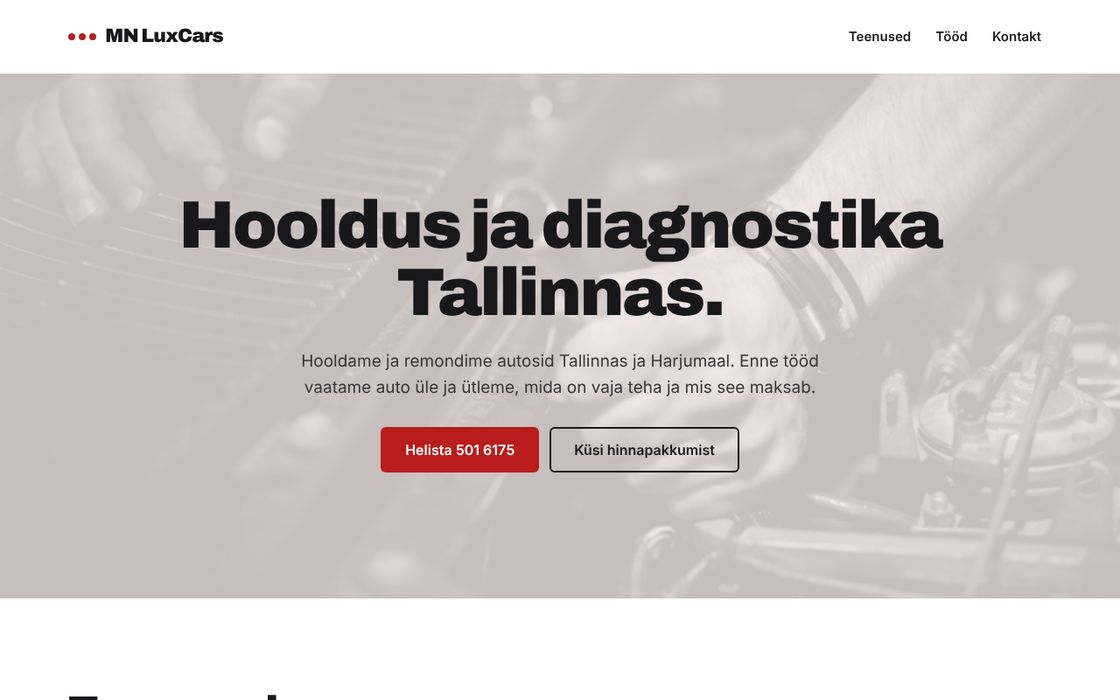 MN LuxCars
Teenused
Tööd
Kontakt
Hooldus ja diagnostika
Tallinnas.
Hooldame ja remondime autosid Tallinnas ja Harjumaal. Enne tööd
vaatame auto üle ja ütleme, mida on vaja teha ja mis see maksab.
Helista 501 6175
Küsi hinnapakkumist